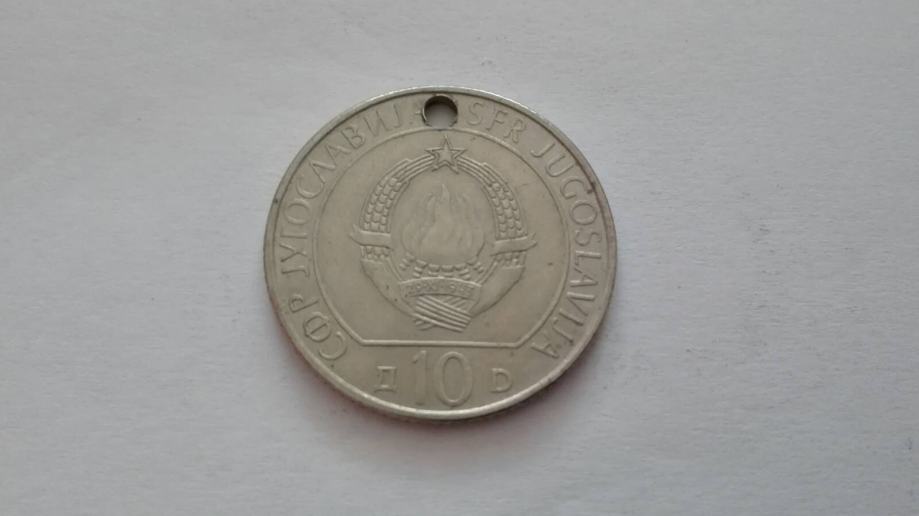 СФР ЈУГОСЛАВИЈА
SFR JUGOSLAVIJA
Д 10 D